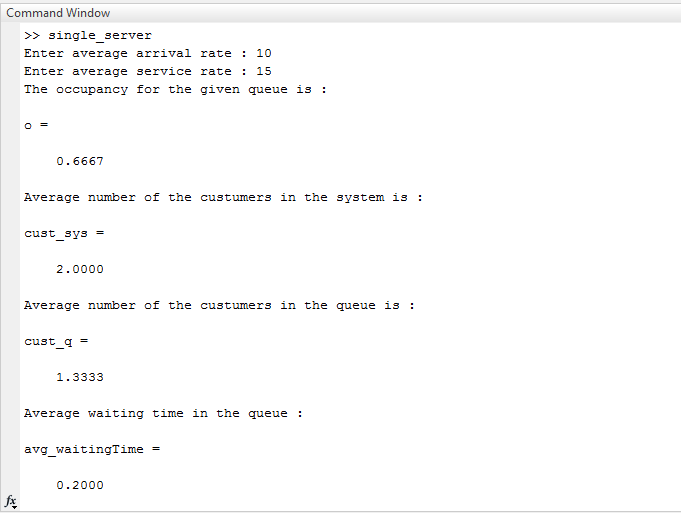 Command Window
>> single_server
Enter average arrival rate : 10
Enter average service rate : 15
The occupancy for the given queue is :
o =
0.6667
Average number of the custumers in the system is :
cust_sys =
2.0000
Average number of the custumers in the queue is :
cust_q =
1.3333
Average waiting time in the queue :
avg_waitingTime =
0.2000
fx